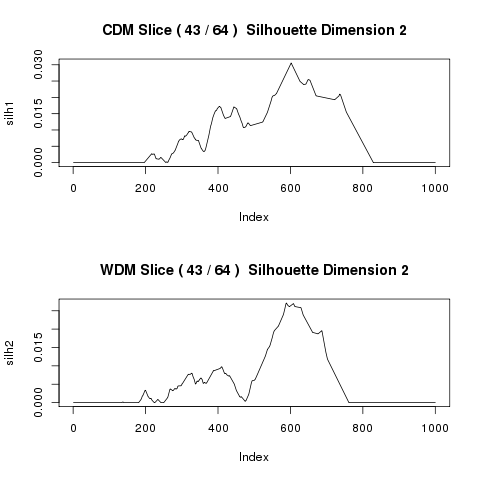 CDM Slice ( 43 / 64 )  Silhouette Dimension 2
silh1
0.000
0.015
0.030
0
200
400
600
800
1000
Index
WDM Slice ( 43 / 64 )  Silhouette Dimension 2
silh2
0.000
0.015
0
200
400
600
800
1000
Index